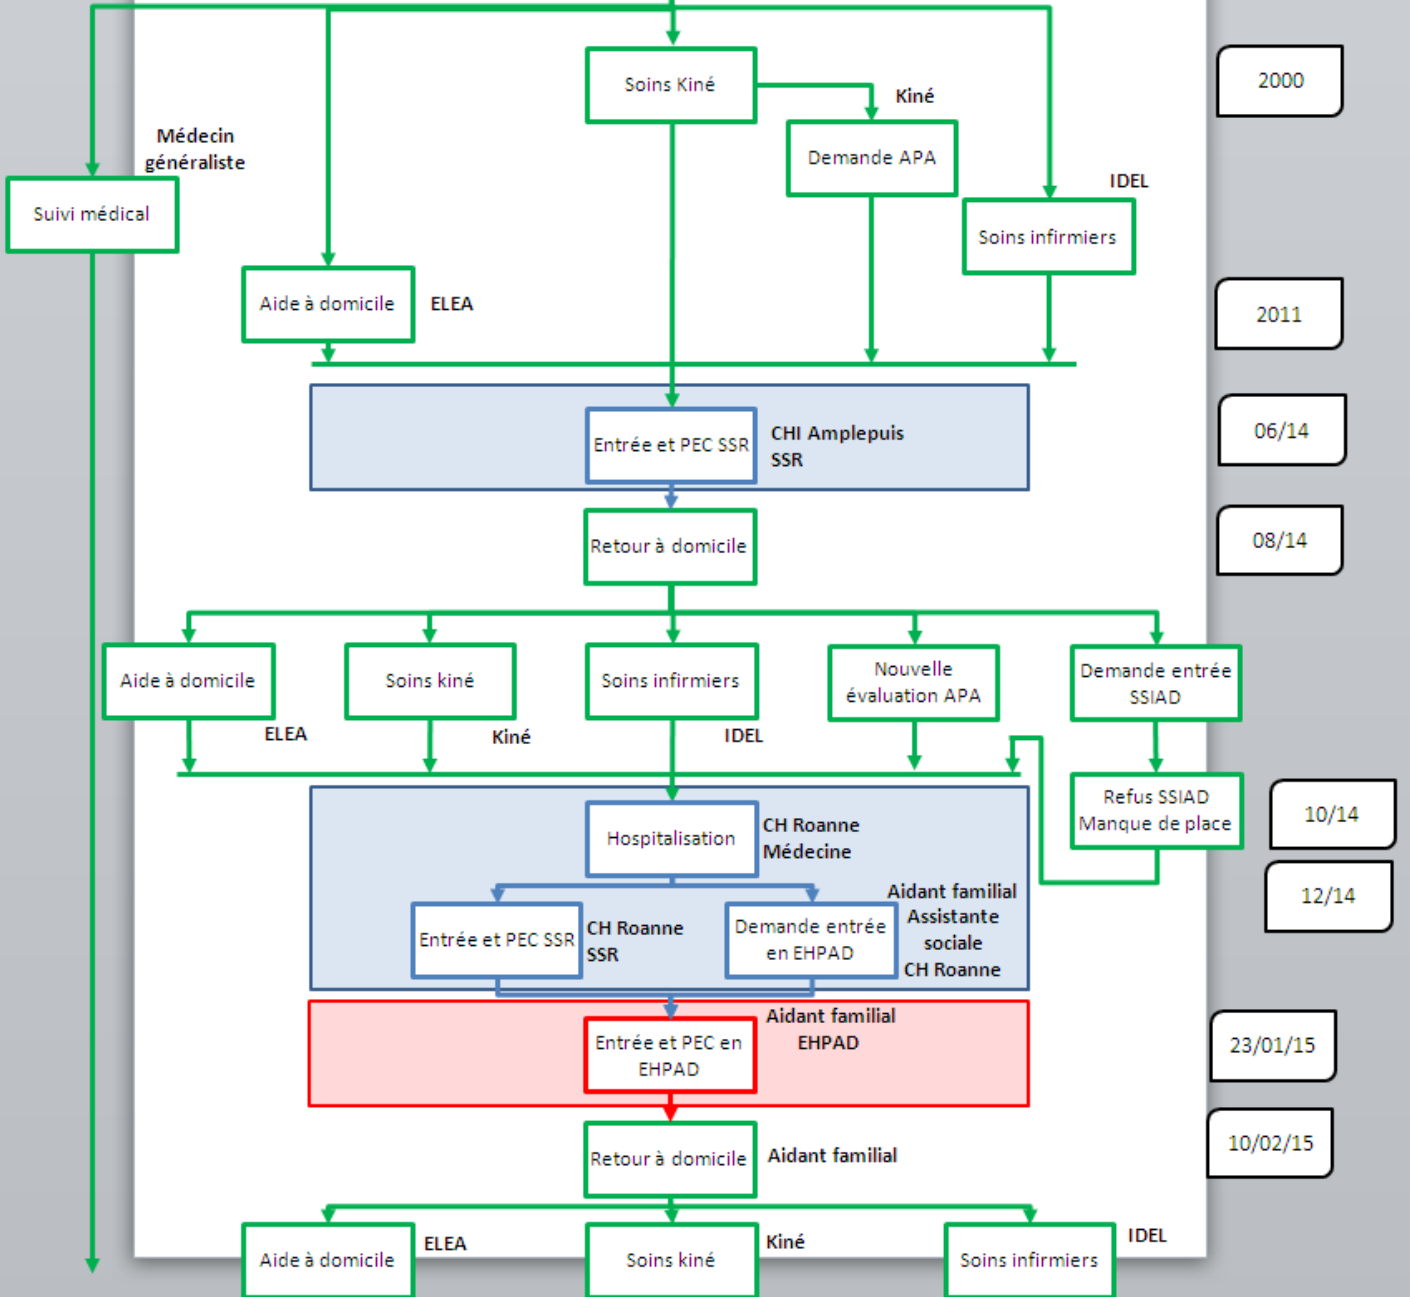 Soins Kiné
2000
Kiné
Médecin
généraliste
Demande APA
IDEL
Suivi médical
Soins infirmiers
Aide à domicile
ELEA
2011
Entrée et PEC SSR
CHI Amplepuis
SSR
06/14
Retour à domicile
08/14
Aide à domicile
Soins kiné
Soins infirmiers
Nouvelle
évaluation APA
Demande entrée
SSIAD
ELEA
Kiné
IDEL
Refus SSIAD
Manque de place
10/14
Hospitalisation
CH Roanne
Médecine
12/14
Entrée et PEC SSR
CH Roanne
SSR
Demande entrée
en EHPAD
Aidant familial
Assistante
sociale
CH Roanne
Entrée et PEC en
EHPAD
Aidant familial
EHPAD
23/01/15
Retour à domicile
Aidant familial
10/02/15
Aide à domicile
ELEA
Soins kiné
Kiné
Soins infirmiers
IDEL